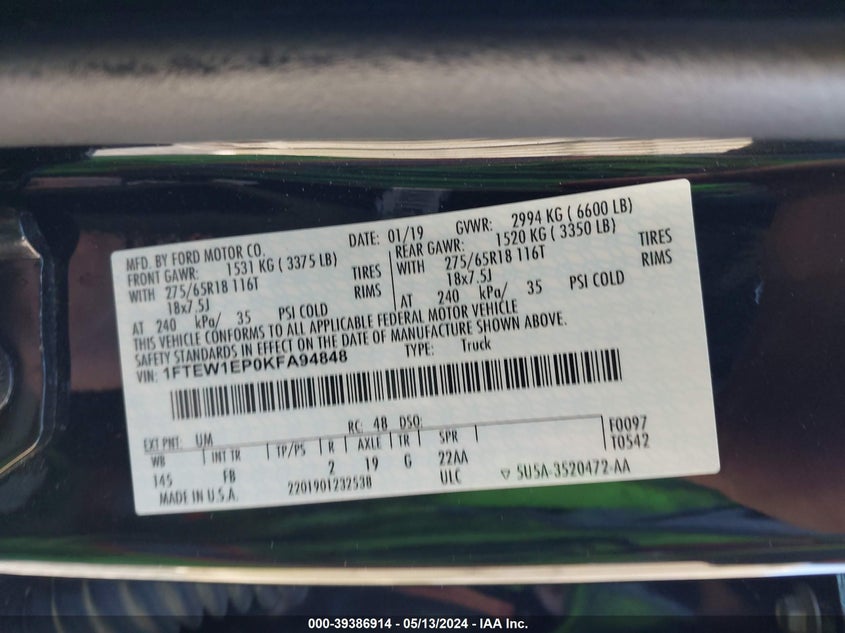 MFD. BY FORD MOTOR CO. DATE: 01/19 GVWR: 2994 KG ( 6600 LB)
FRONT GAWR: 1531 KG ( 3375 LB) REAR GAWR: 1520 KG ( 3350 LB)
WITH 275/65R18 116T TIRES WITH 275/65R18 116T TIRES
18x7.5J RIMS 18x7.5J RIMS
AT 240 kPa/ 35 PSI COLD AT 240 kPa/ 35 PSI COLD
THIS VEHICLE CONFORMS TO ALL APPLICABLE FEDERAL MOTOR VEHICLE
SAFETY STANDARDS IN EFFECT ON THE DATE OF MANUFACTURE SHOWN ABOVE.
VIN: 1FTEW1EP0KFA94848 TYPE: Truck
EXT PNT: UM RC: 48 DSO: F0097
WB INT TR TP/PS R AXLE TR SPR T0542
145 FB 2 19 G 22AA
MADE IN U.S.A. 2201901232538 ULC 5U5A-3520472-AA
000-39386914 - 05/13/2024 - IAA Inc.